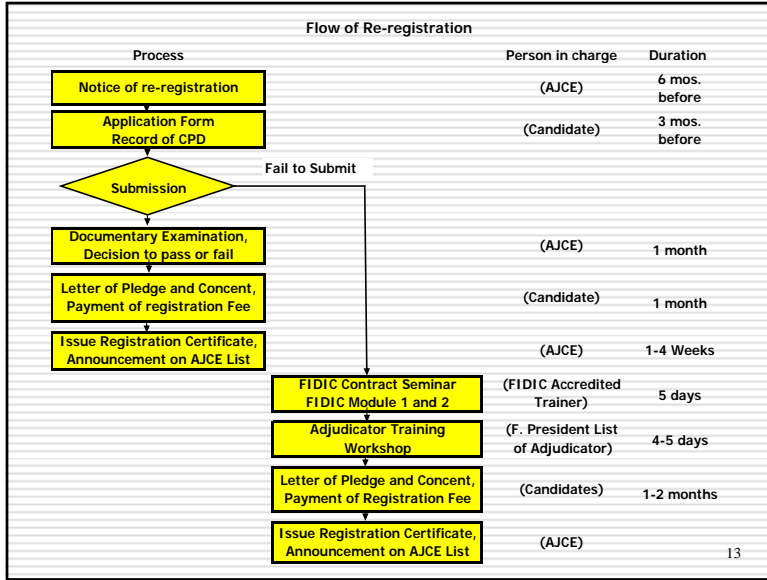 Flow of Re-registration
Process Person in charge Duration
Notice of re-registration (AJCE) 6 mos.
before
Application Form
Record of CPD (Candidate) 3 mos.
before
Fail to Submit
Submission
Documentary Examination,
Decision to pass or fail (AJCE) 1 month
Letter of Pledge and Concent,
Payment of registration Fee (Candidate) 1 month
Issue Registration Certificate,
Announcement on AJCE List (AJCE) 1-4 Weeks
FIDIC Contract Seminar
FIDIC Module 1 and 2 (FIDIC Accredited
Trainer) 5 days
Adjudicator Training
Workshop (F. President List
of Adjudicator) 4-5 days
Letter of Pledge and Concent,
Payment of Registration Fee (Candidates) 1-2 months
Issue Registration Certificate,
Announcement on AJCE List (AJCE)
13